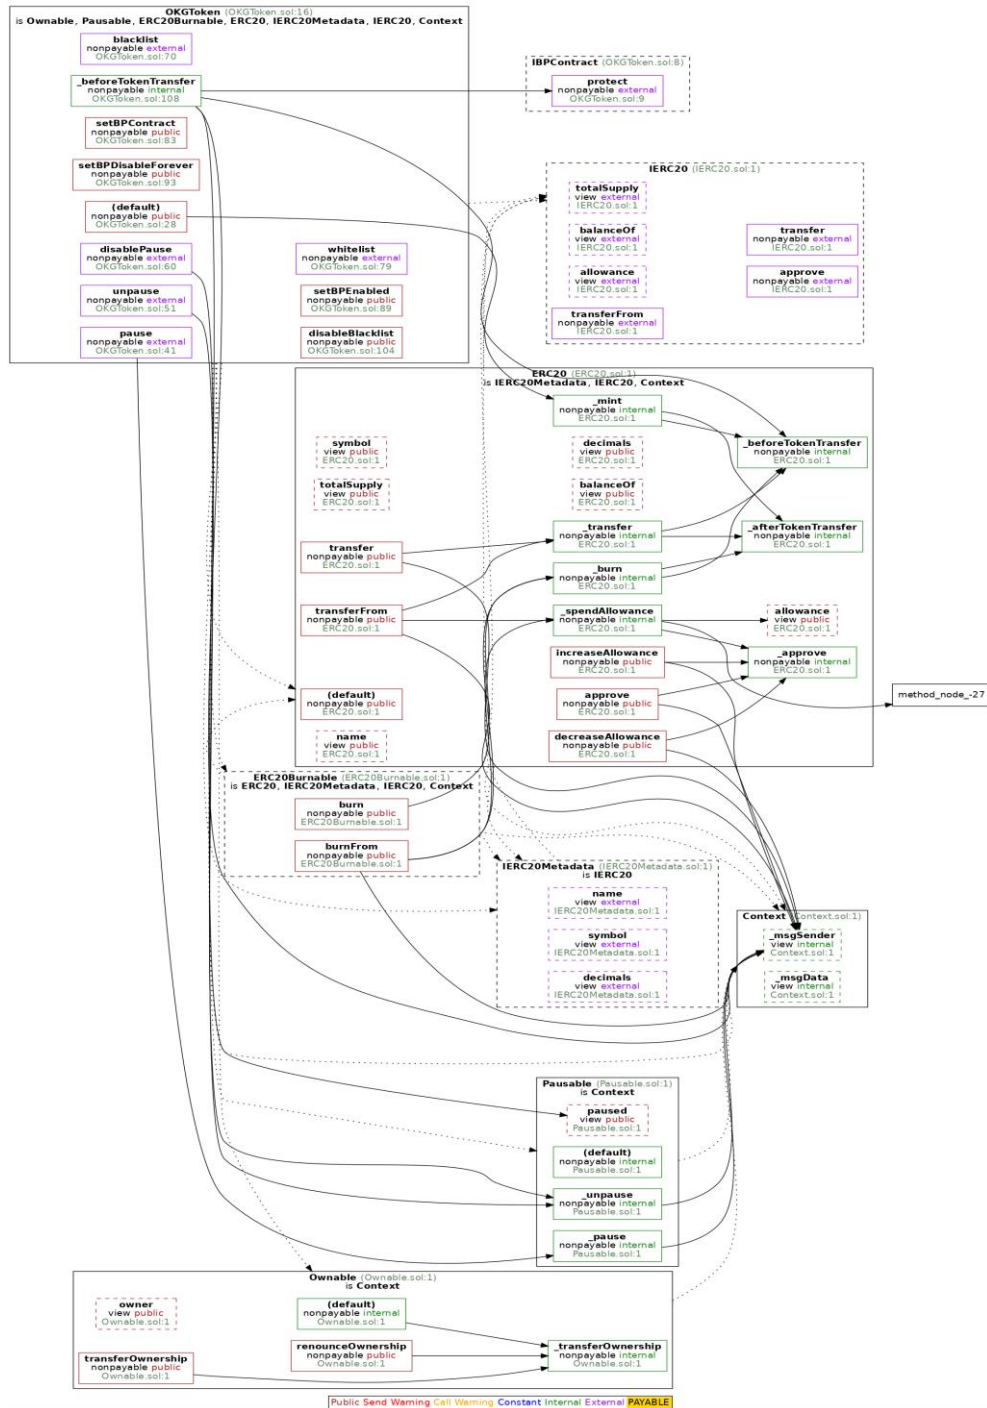 OKGToken (OKGToken.sol:16)
is Ownable, Pausable, ERC20Burnable, ERC20, IERC20Metadata, IERC20, Context
blacklist
nonpayable external
OKGToken.sol:70
_beforeTokenTransfer
nonpayable internal
OKGToken.sol:108
setBPContract
nonpayable public
OKGToken.sol:83
setBPDisableForever
nonpayable public
OKGToken.sol:93
(default)
nonpayable public
OKGToken.sol:28
disablePause
nonpayable external
OKGToken.sol:60
whitelist
nonpayable external
OKGToken.sol:79
unpause
nonpayable external
OKGToken.sol:51
setBPEnabled
nonpayable public
OKGToken.sol:89
pause
nonpayable external
OKGToken.sol:41
disableBlacklist
nonpayable public
OKGToken.sol:104
IBPContract (OKGToken.sol:8)
protect
nonpayable external
OKGToken.sol:9
IERC20 (IERC20.sol:1)
totalSupply
view external
IERC20.sol:1
balanceOf
view external
IERC20.sol:1
transfer
nonpayable external
IERC20.sol:1
allowance
view external
IERC20.sol:1
approve
nonpayable external
IERC20.sol:1
transferFrom
nonpayable external
IERC20.sol:1
ERC20 (ERC20.sol:1)
is IERC20Metadata, IERC20, Context
_mint
nonpayable internal
ERC20.sol:1
symbol
view public
ERC20.sol:1
decimals
view public
ERC20.sol:1
_beforeTokenTransfer
nonpayable internal
ERC20.sol:1
totalSupply
view public
ERC20.sol:1
balanceOf
view public
ERC20.sol:1
transfer
nonpayable public
ERC20.sol:1
_transfer
nonpayable internal
ERC20.sol:1
_afterTokenTransfer
nonpayable internal
ERC20.sol:1
_burn
nonpayable internal
ERC20.sol:1
transferFrom
nonpayable public
ERC20.sol:1
_spendAllowance
nonpayable internal
ERC20.sol:1
allowance
view public
ERC20.sol:1
increaseAllowance
nonpayable public
ERC20.sol:1
_approve
nonpayable internal
ERC20.sol:1
(default)
nonpayable public
ERC20.sol:1
approve
nonpayable public
ERC20.sol:1
method_node_-27
name
view public
ERC20.sol:1
decreaseAllowance
nonpayable public
ERC20.sol:1
ERC20Burnable (ERC20Burnable.sol:1)
is ERC20, IERC20Metadata, IERC20, Context
burn
nonpayable public
ERC20Burnable.sol:1
burnFrom
nonpayable public
ERC20Burnable.sol:1
IERC20Metadata (IERC20Metadata.sol:1)
is IERC20
name
view external
IERC20Metadata.sol:1
symbol
view external
IERC20Metadata.sol:1
decimals
view external
IERC20Metadata.sol:1
Context (Context.sol:1)
_msgSender
view internal
Context.sol:1
_msgData
view internal
Context.sol:1
Pausable (Pausable.sol:1)
is Context
paused
view public
Pausable.sol:1
(default)
nonpayable internal
Pausable.sol:1
_unpause
nonpayable internal
Pausable.sol:1
_pause
nonpayable internal
Pausable.sol:1
Ownable (Ownable.sol:1)
is Context
owner
view public
Ownable.sol:1
(default)
nonpayable internal
Ownable.sol:1
transferOwnership
nonpayable public
Ownable.sol:1
renounceOwnership
nonpayable public
Ownable.sol:1
_transferOwnership
nonpayable internal
Ownable.sol:1
Public Send Warning Call Warning Constant Internal External PAYABLE